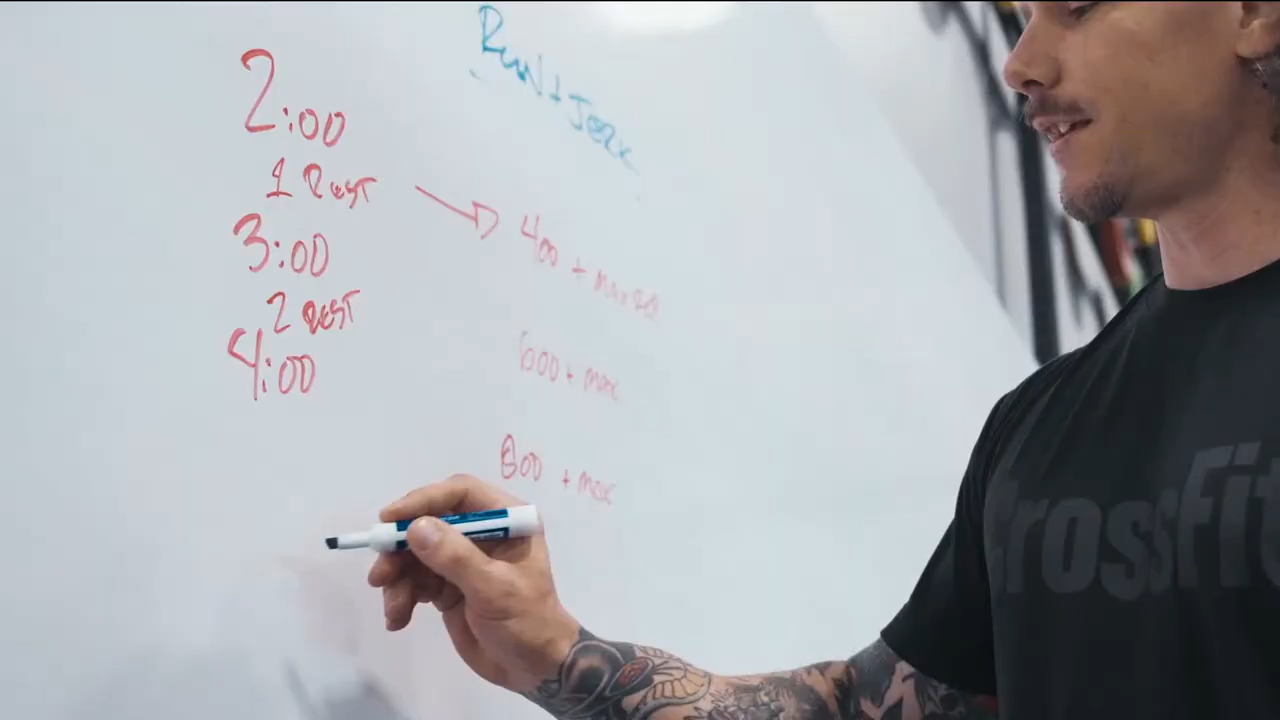 Run + Jerk
2:00
1 Rest
3:00
2 Rest
4:00
400 + max
600 + max
800 + max
CrossFit